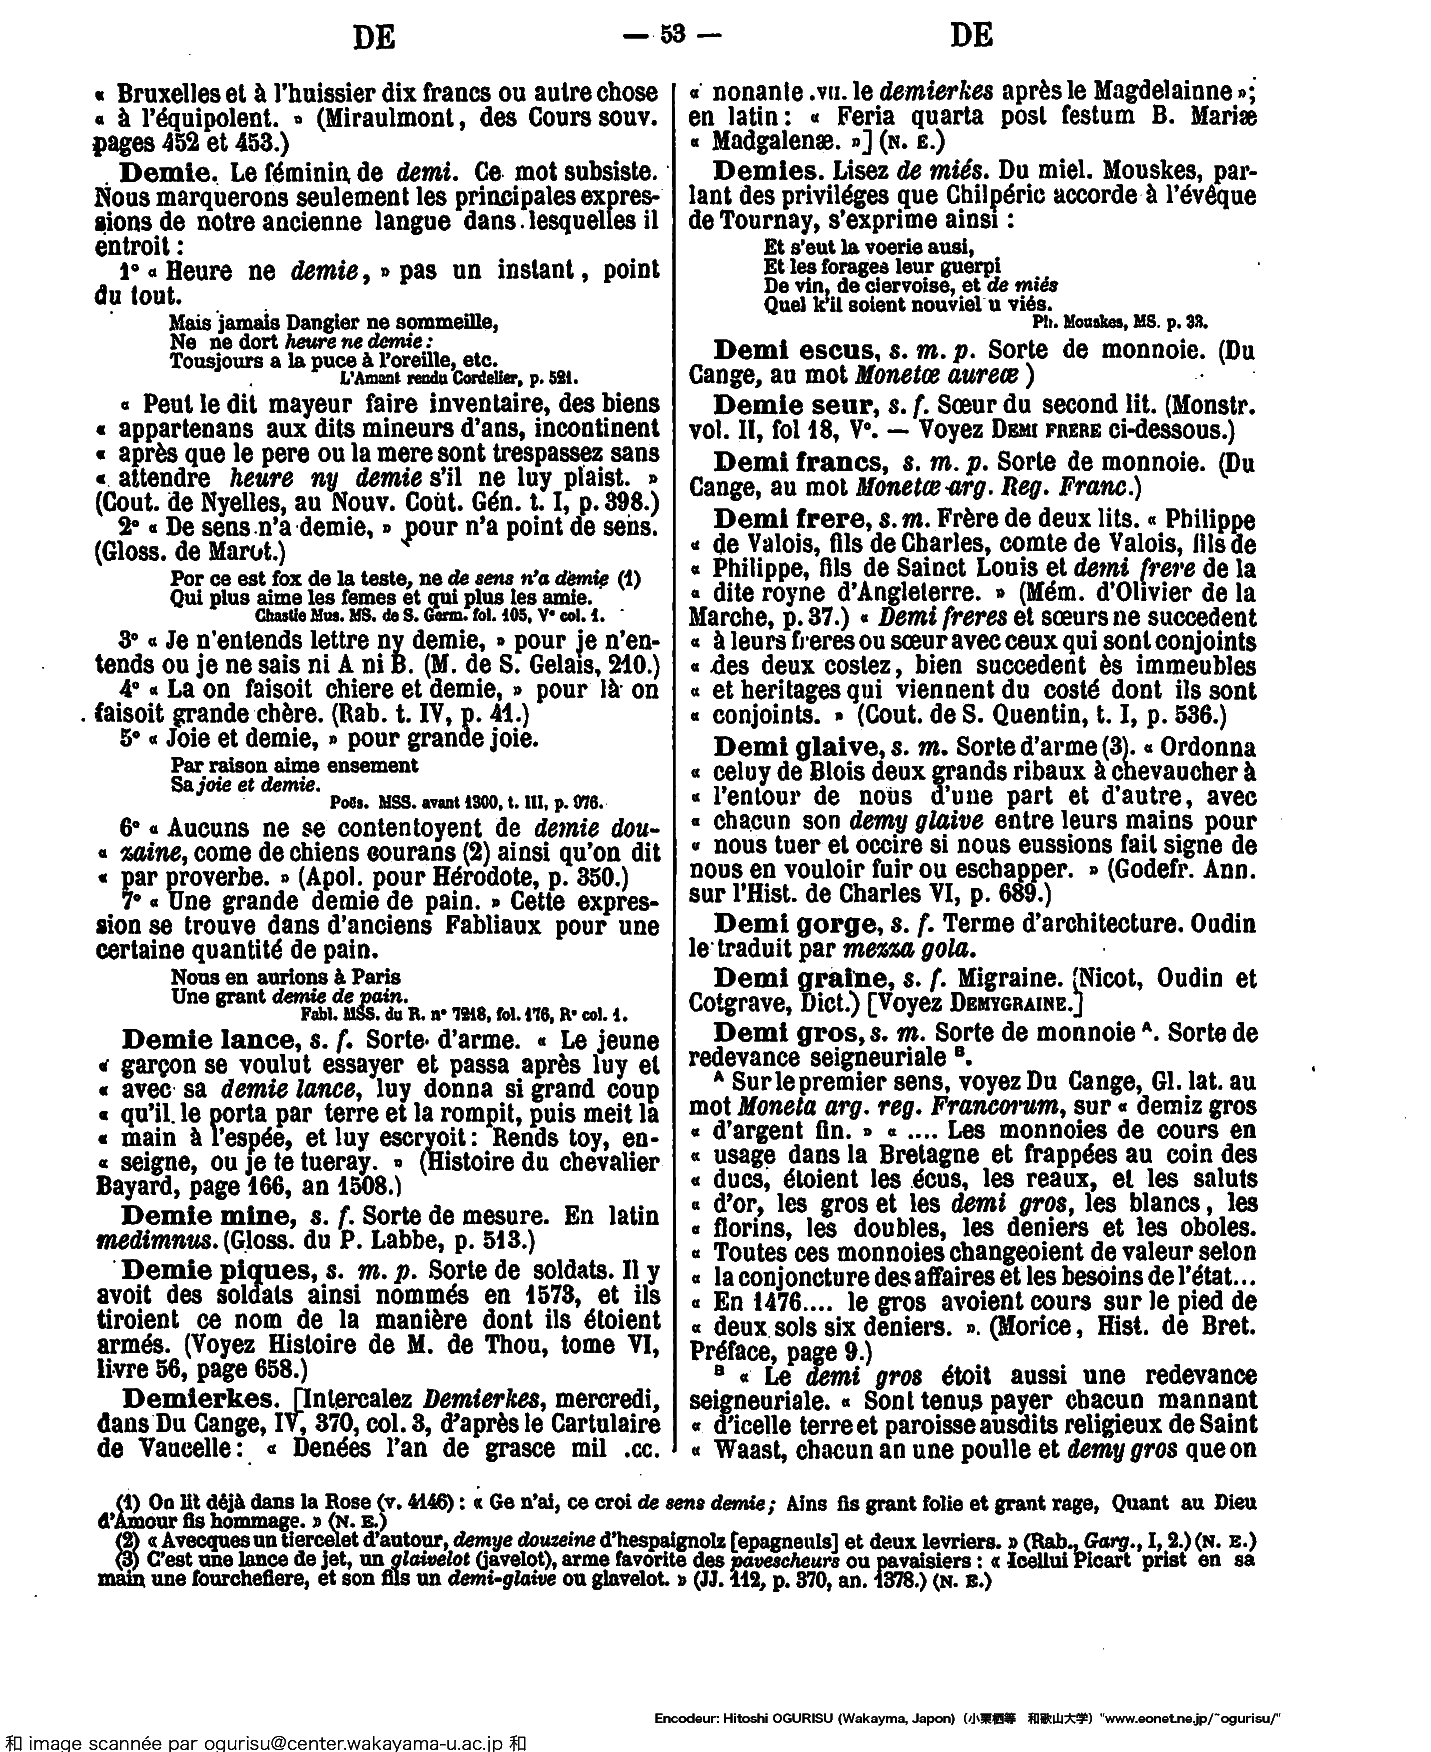 DE — 53 — DE
« Bruxelles et à l'huissier dix francs ou autre chose
« à l'équipolent. » (Miraulmont, des Cours souv.
pages 452 et 453.)
Demie. Le féminin de demi. Ce mot subsiste.
Nous marquerons seulement les principales expres-
sions de notre ancienne langue dans lesquelles il
entroit :
1° « Heure ne demie, » pas un instant, point
du tout.
Mais jamais Dangier ne sommeille,
Ne ne dort heure ne demie :
Tousjours a la puce à l'oreille, etc.
L'Amant rendu Cordelier, p. 521.
« Peut le dit mayeur faire inventaire, des biens
« appartenans aux dits mineurs d'ans, incontinent
« après que le pere ou la mere sont trespassez sans
« attendre heure ny demie s'il ne luy plaist. »
(Cout. de Nyelles, au Nouv. Cout. Gén. t. I, p. 398.)
2° « De sens n'a demie, » pour n'a point de sens.
(Gloss. de Marot.)
Por ce est fox de la teste, ne de sens n'a demie (1)
Qui plus aime les femes et qui plus les amie.
Chastie Mus. MS. de S. Germ. fol. 105, V° col. 1.
3° « Je n'entends lettre ny demie, » pour je n'en-
tends ou je ne sais ni A ni B. (M. de S. Gelais, 210.)
4° « La on faisoit chiere et demie, » pour là on
faisoit grande chère. (Rab. t. IV, p. 41.)
5° « Joie et demie, » pour grande joie.
Par raison aime ensement
Sa joie et demie.
Poës. MSS. avant 1300, t. III, p. 976.
6° « Aucuns ne se contentoyent de demie dou-
« zaine, come de chiens courans (2) ainsi qu'on dit
« par proverbe. » (Apol. pour Hérodote, p. 350.)
7° « Une grande demie de pain. » Cette expres-
sion se trouve dans d'anciens Fabliaux pour une
certaine quantité de pain.
Nous en aurions à Paris
Une grant demie de pain.
Fabl. MSS. du R. n° 7218, fol. 176, R° col. 1.
Demie lance, s. f. Sorte d'arme. « Le jeune
« garçon se voulut essayer et passa après luy et
« avec sa demie lance, luy donna si grand coup
« qu'il le porta par terre et la rompit, puis meit la
« main à l'espée, et luy escryoit : Rends toy, en-
« seigne, ou je te tueray. » (Histoire du chevalier
Bayard, page 166, an 1508.)
Demie mine, s. f. Sorte de mesure. En latin
medimnus. (Gloss. du P. Labbe, p. 513.)
Demie piques, s. m. p. Sorte de soldats. Il y
avoit des soldats ainsi nommés en 1573, et ils
tiroient ce nom de la manière dont ils étoient
armés. (Voyez Histoire de M. de Thou, tome VI,
livre 56, page 658.)
Demierkes. [Intercalez Demierkes, mercredi,
dans Du Cange, IV, 370, col. 3, d'après le Cartulaire
de Vaucelle : « Denées l'an de grasce mil .cc.
« nonante .VII. le demierkes après le Magdelainne » ;
en latin : « Feria quarta post festum B. Mariæ
« Madgalenæ. »] (N. E.)
Demies. Lisez de miés. Du miel. Mouskes, par-
lant des priviléges que Chilpéric accorde à l'évêque
de Tournay, s'exprime ainsi :
Et s'eut la voerie ausi,
Et les forages leur guerpi
De vin, de ciervoise, et de miés
Quel k'il soient nouviel u viés.
Ph. Mouskes, MS. p. 33.
Demi escus, s. m. p. Sorte de monnoie. (Du
Cange, au mot Monetæ aureæ )
Demie seur, s. f. Sœur du second lit. (Monstr.
vol. II, fol 18, V°. — Voyez DEMI FRERE ci-dessous.)
Demi francs, s. m. p. Sorte de monnoie. (Du
Cange, au mot Monetæ arg. Reg. Franc.)
Demi frere, s. m. Frère de deux lits. « Philippe
« de Valois, fils de Charles, comte de Valois, fils de
« Philippe, fils de Sainct Louis et demi frere de la
« dite royne d'Angleterre. » (Mém. d'Olivier de la
Marche, p. 37.) « Demi freres et sœurs ne succedent
« à leurs freres ou sœur avec ceux qui sont conjoints
« des deux costez, bien succedent ès immeubles
« et heritages qui viennent du costé dont ils sont
« conjoints. » (Cout. de S. Quentin, t. I, p. 536.)
Demi glaive, s. m. Sorte d'arme (3). « Ordonna
« celuy de Blois deux grands ribaux à chevaucher à
« l'entour de nous d'une part et d'autre, avec
« chacun son demy glaive entre leurs mains pour
« nous tuer et occire si nous eussions fait signe de
nous en vouloir fuir ou eschapper. » (Godefr. Ann.
sur l'Hist. de Charles VI, p. 689.)
Demi gorge, s. f. Terme d'architecture. Oudin
le traduit par mezza gola.
Demi graine, s. f. Migraine. (Nicot, Oudin et
Cotgrave, Dict.) [Voyez DEMYGRAINE.]
Demi gros, s. m. Sorte de monnoie A. Sorte de
redevance seigneuriale B.
A Sur le premier sens, voyez Du Cange, Gl. lat. au
mot Moneta arg. reg. Francorum, sur « demiz gros
« d'argent fin. » « .... Les monnoies de cours en
« usage dans la Bretagne et frappées au coin des
« ducs, étoient les écus, les reaux, et les saluts
« d'or, les gros et les demi gros, les blancs, les
« florins, les doubles, les deniers et les oboles.
« Toutes ces monnoies changeoient de valeur selon
« la conjoncture des affaires et les besoins de l'état...
« En 1476.... le gros avoient cours sur le pied de
« deux sols six deniers. ». (Morice, Hist. de Bret.
Préface, page 9.)
B « Le demi gros étoit aussi une redevance
seigneuriale. « Sont tenus payer chacun mannant
« d'icelle terre et paroisse ausdits religieux de Saint
« Waast, chacun an une poulle et demy gros que on
(1) On lit déjà dans la Rose (v. 4146) : « Ge n'ai, ce croi de sens demie ; Ains fis grant folie et grant rage, Quant au Dieu
d'Amour fis hommage. » (N. E.)
(2) « Avecques un tiercelet d'autour, demye douzeine d'hespaignolz [epagneuls] et deux levriers. » (Rab., Garg., I, 2.) (N. E.)
(3) C'est une lance de jet, un glaivelot (javelot), arme favorite des pavescheurs ou pavaisiers : « Icellui Picart prist en sa
main une fourchefiere, et son fils un demi-glaive ou glavelot. » (JJ. 112, p. 370, an. 1378.) (N. E.)
Encodeur: Hitoshi OGURISU (Wakayma, Japon)（小栗栖等 和歌山大学）"www.eonet.ne.jp/~ogurisu/"
和 image scannée par ogurisu@center.wakayama-u.ac.jp 和